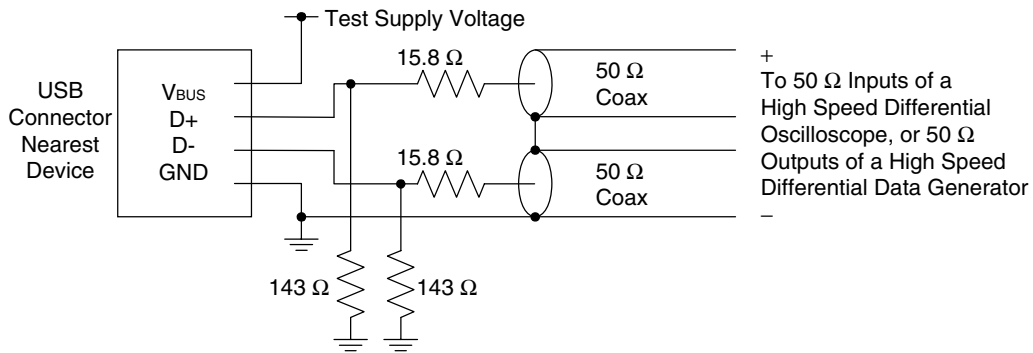 Test Supply Voltage
USB
Connector
Nearest
Device
VBUS
D+
D-
GND
15.8 Ω
15.8 Ω
143 Ω
143 Ω
50 Ω
Coax
50 Ω
Coax
+
To 50 Ω Inputs of a
High Speed Differential
Oscilloscope, or 50 Ω
Outputs of a High Speed
Differential Data Generator
−